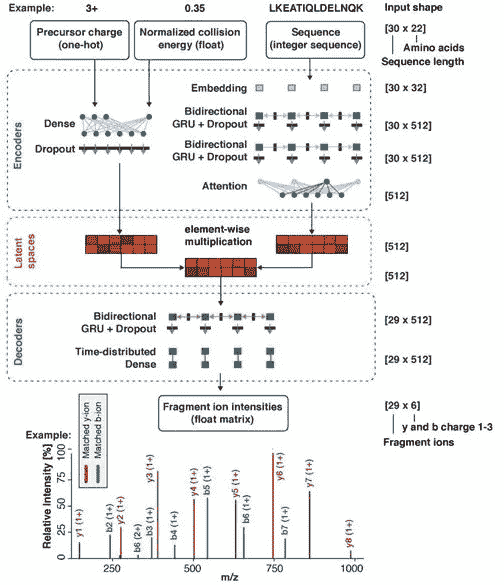 Example: 3+ 0.35 LKEATIQLDELNQK Input shape
Precursor charge
(one-hot)
Normalized collision
energy (float)
Sequence
(integer sequence)
[30 x 22]
Amino acids
Sequence length
Encoders
Embedding [30 x 32]
Dense
Bidirectional
GRU + Dropout [30 x 512]
Dropout
Bidirectional
GRU + Dropout [30 x 512]
Attention [512]
Latent
spaces
element-wise
multiplication
[512]
[512]
Decoders
Bidirectional
GRU + Dropout [29 x 512]
Time-distributed
Dense [29 x 512]
Fragment ion intensities
(float matrix)
[29 x 6]
y and b charge 1-3
Fragment ions
Example:
Matched y-ion
Matched b-ion
Relative Intensity [%]
100
75
50
25
0
y1 (1+)
b2 (1+)
y2 (1+)
b6 (2+)
b3 (1+)
y3 (1+)
b4 (1+)
y4 (1+)
b5 (1+)
y5 (1+)
b6 (1+)
y6 (1+)
b7 (1+)
y7 (1+)
y8 (1+)
250 500 750 1000
m/z